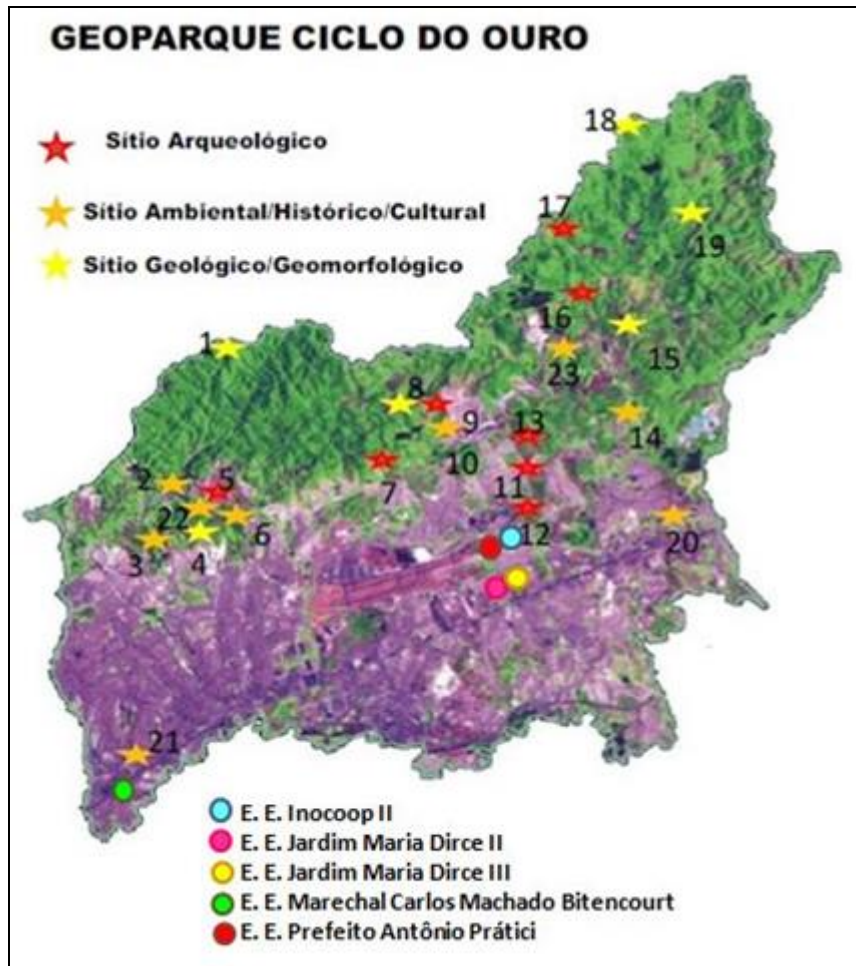 GEOPARQUE CICLO DO OURO
Sítio Arqueológico
Sítio Ambiental/Histórico/Cultural
Sítio Geológico/Geomorfológico
18
17
19
16
15
1
23
8
9
13
14
10
7
11
2
5
22
6
12
20
3
4
21
E. E. Inocoop II
E. E. Jardim Maria Dirce II
E. E. Jardim Maria Dirce III
E. E. Marechal Carlos Machado Bitencourt
E. E. Prefeito Antônio Prátici